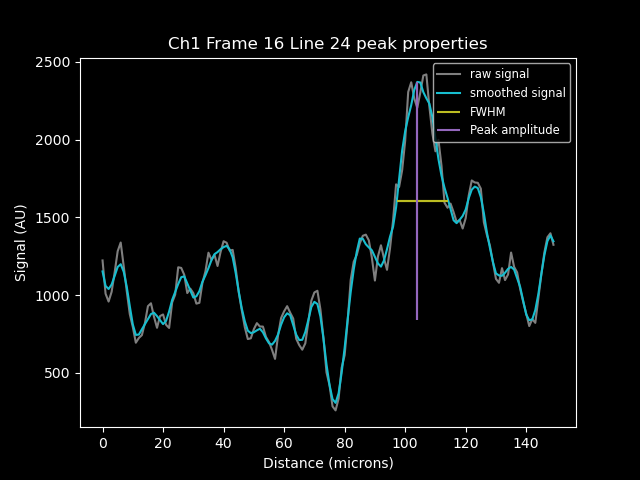 Ch1 Frame 16 Line 24 peak properties
raw signal
smoothed signal
FWHM
Peak amplitude
2500
2000
1500
1000
500
Signal (AU)
0 20 40 60 80 100 120 140
Distance (microns)